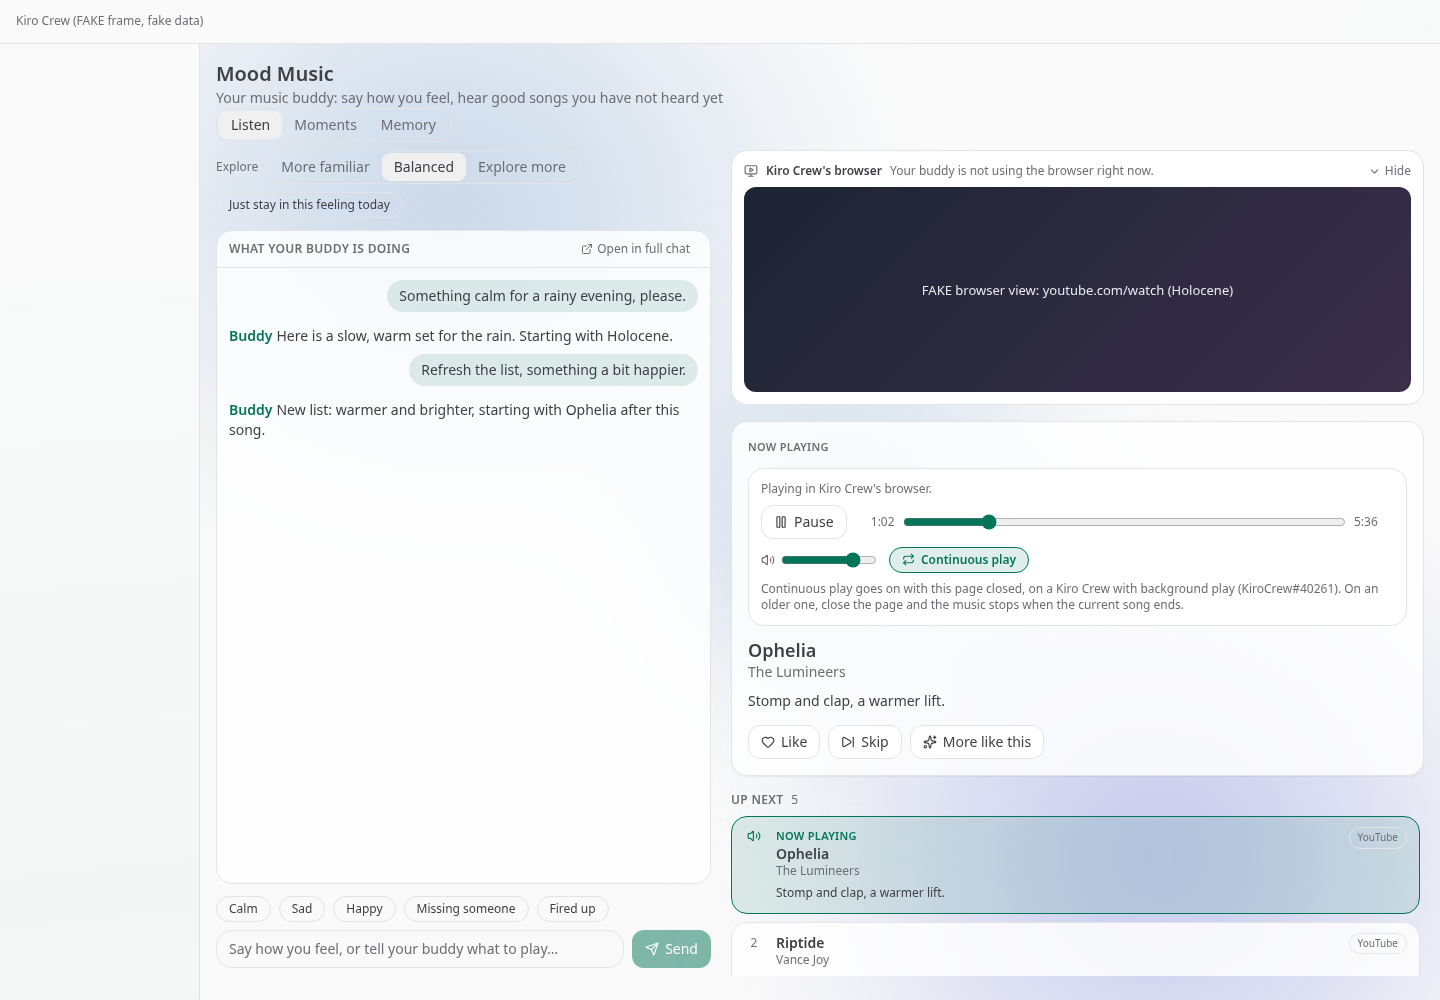 Kiro Crew (FAKE frame, fake data)
Mood Music
Your music buddy: say how you feel, hear good songs you have not heard yet
Listen Moments Memory
Explore More familiar Balanced Explore more
Just stay in this feeling today
WHAT YOUR BUDDY IS DOING Open in full chat
Something calm for a rainy evening, please.
Buddy Here is a slow, warm set for the rain. Starting with Holocene.
Refresh the list, something a bit happier.
Buddy New list: warmer and brighter, starting with Ophelia after this
song.
Calm Sad Happy Missing someone Fired up
Say how you feel, or tell your buddy what to play... Send
Kiro Crew's browser Your buddy is not using the browser right now. Hide
FAKE browser view: youtube.com/watch (Holocene)
NOW PLAYING
Playing in Kiro Crew's browser.
Pause 1:02 5:36
Continuous play
Continuous play goes on with this page closed, on a Kiro Crew with background play (KiroCrew#40261). On an
older one, close the page and the music stops when the current song ends.
Ophelia
The Lumineers
Stomp and clap, a warmer lift.
Like Skip More like this
UP NEXT 5
NOW PLAYING YouTube
Ophelia
The Lumineers
Stomp and clap, a warmer lift.
2 Riptide YouTube
Vance Joy